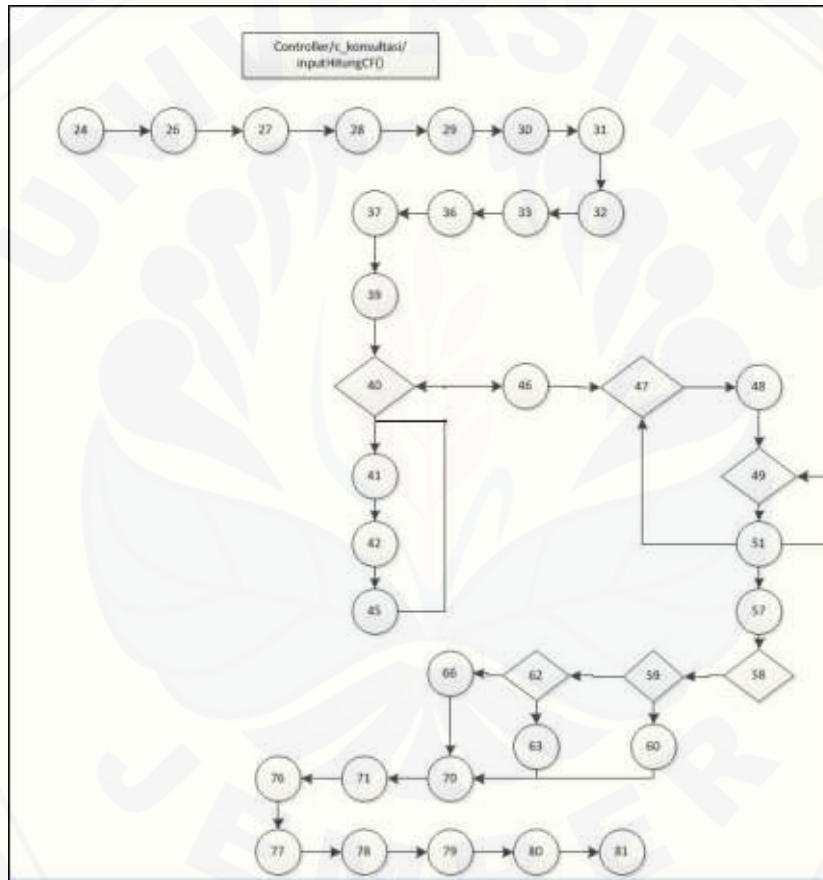 Controller/c_konsultasi/
inputHitungCF()
24 26 27 28 29 30 31
37 36 33 32
39
40 46 47 48
49
41
42 51
45 57
66 62 59 58
63 60
76 71 70
77 78 79 80 81
UNIVERSITAS
JEMBER